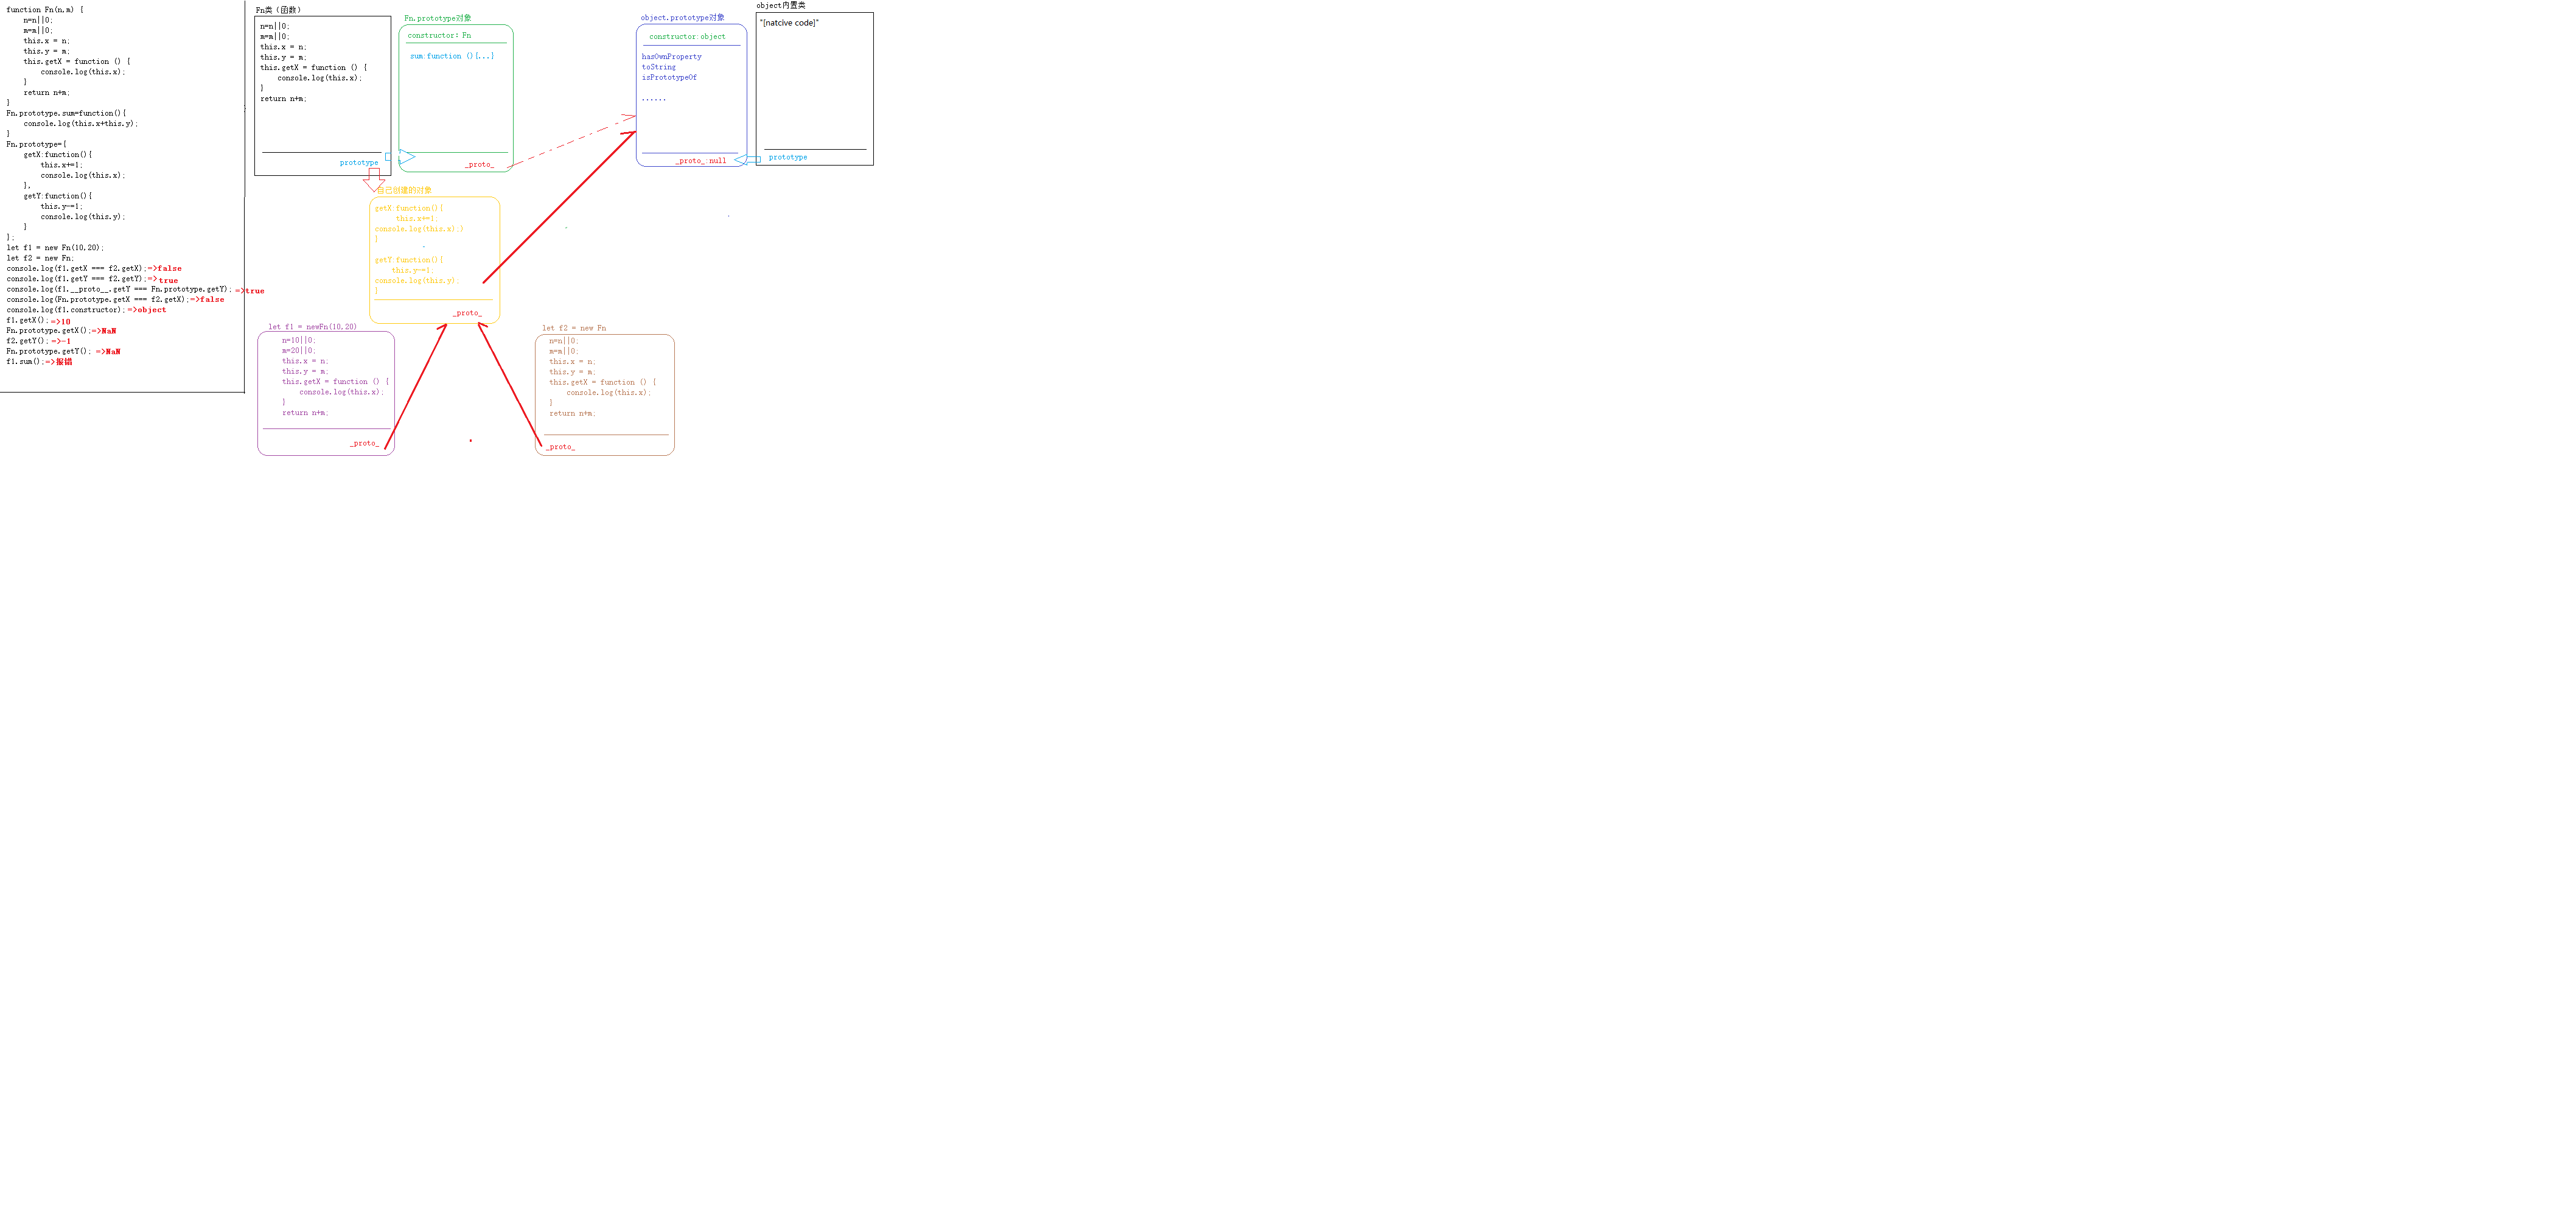 function Fn(n,m) {
n=n||0;
m=m||0;
this.x = n;
this.y = m;
this.getX = function () {
console.log(this.x);
}
return n+m;
}
Fn.prototype.sum=function(){
console.log(this.x+this.y);
}
Fn.prototype={
getX:function(){
this.x+=1;
console.log(this.x);
},
getY:function(){
this.y-=1;
console.log(this.y);
}
};
let f1 = new Fn(10,20);
let f2 = new Fn;
console.log(f1.getX === f2.getX);=>false
console.log(f1.getY === f2.getY);=>true
console.log(f1.__proto__.getY === Fn.prototype.getY);=>true
console.log(Fn.prototype.getX === f2.getX);=>false
console.log(f1.constructor);=>object
f1.getX();=>10
Fn.prototype.getX();=>NaN
f2.getY();=>-1
Fn.prototype.getY(); =>NaN
f1.sum();=>报错
Fn类（函数）
n=n||0;
m=m||0;
this.x = n;
this.y = m;
this.getX = function () {
console.log(this.x);
}
return n+m;
prototype
Fn.prototype对象
constructor: Fn
sum:function (){...}
_proto_
object.prototype对象
constructor:object
hasOwnProperty
toString
isPrototypeOf
......
_proto_:null
object内置类
"[natcive code]"
prototype
自己创建的对象
getX:function(){
this.x+=1;
console.log(this.x);)
}
getY:function(){
this.y-=1;
console.log(this.y);
}
_proto_
let f1 = newFn(10,20)
n=10||0;
m=20||0;
this.x = n;
this.y = m;
this.getX = function () {
console.log(this.x);
}
return n+m;
_proto_
let f2 = new Fn
n=n||0;
m=m||0;
this.x = n;
this.y = m;
this.getX = function () {
console.log(this.x);
}
return n+m;
_proto_